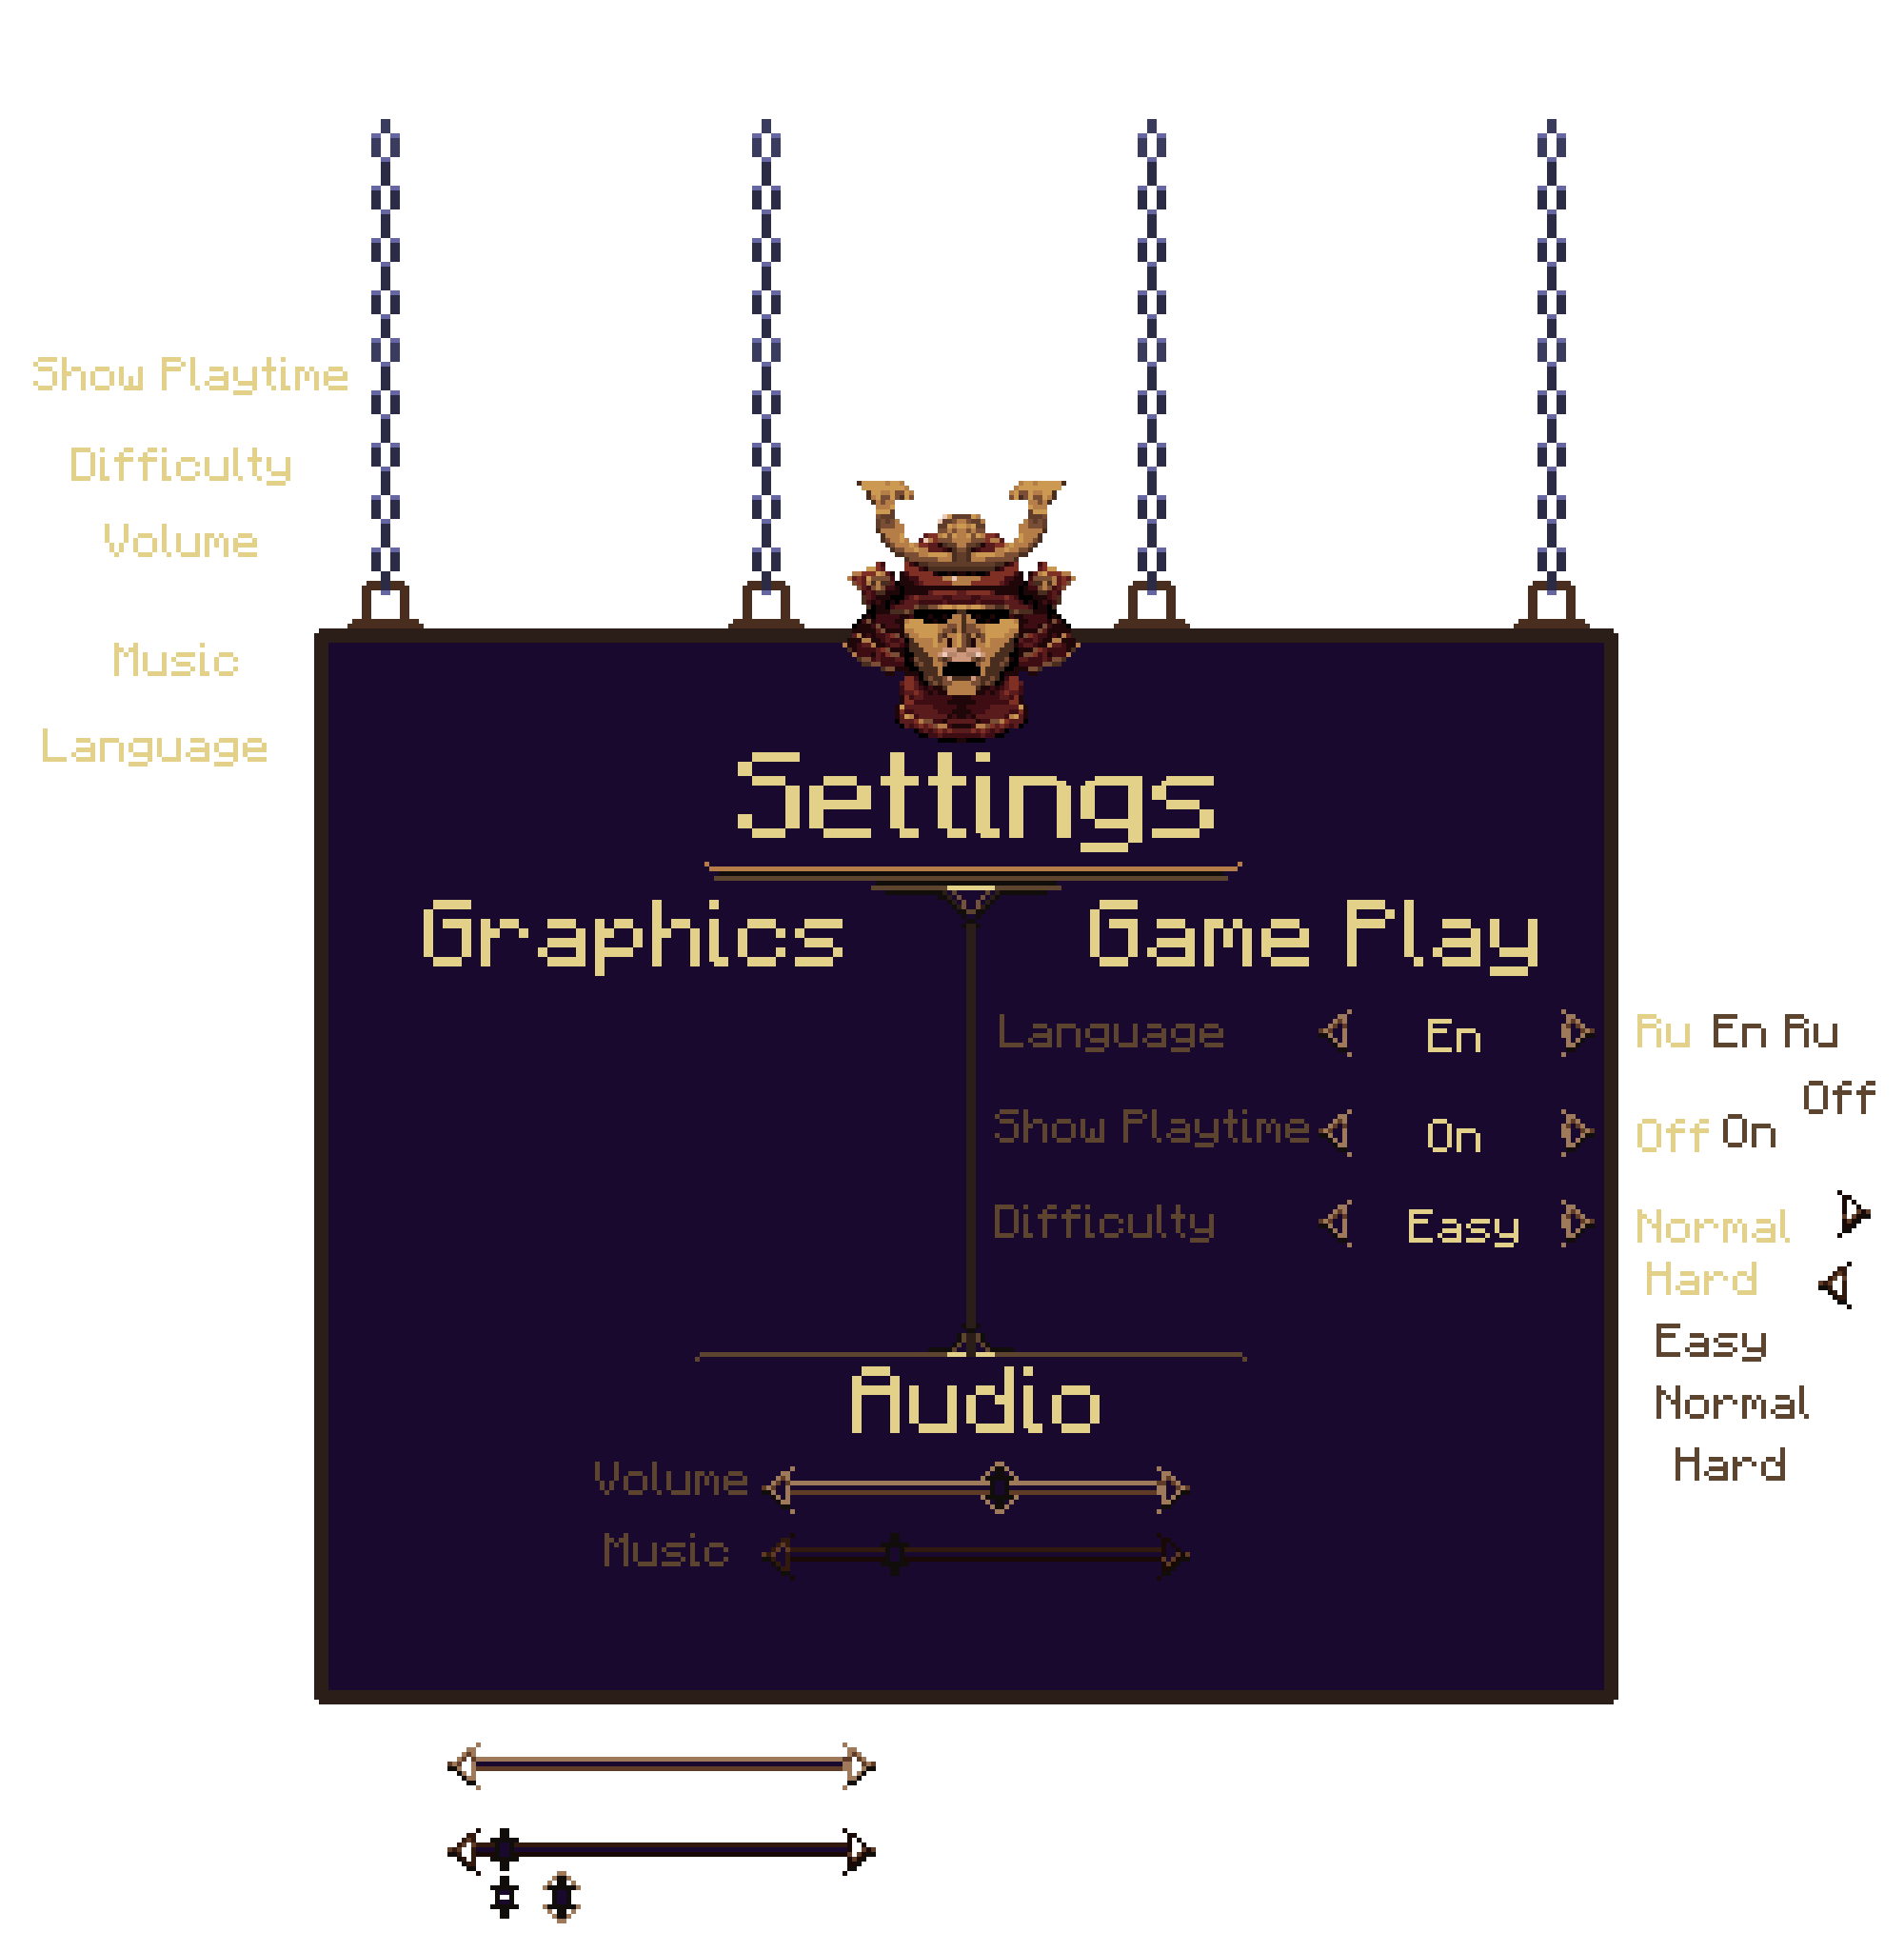 Show Playtime
Difficulty
Volume
Music
Language
Settings
Graphics
Game Play
Language En Ru En Ru
Off
Show Playtime On Off On
Difficulty Easy Normal
Hard
Easy
Audio
Normal
Hard
Volume
Music